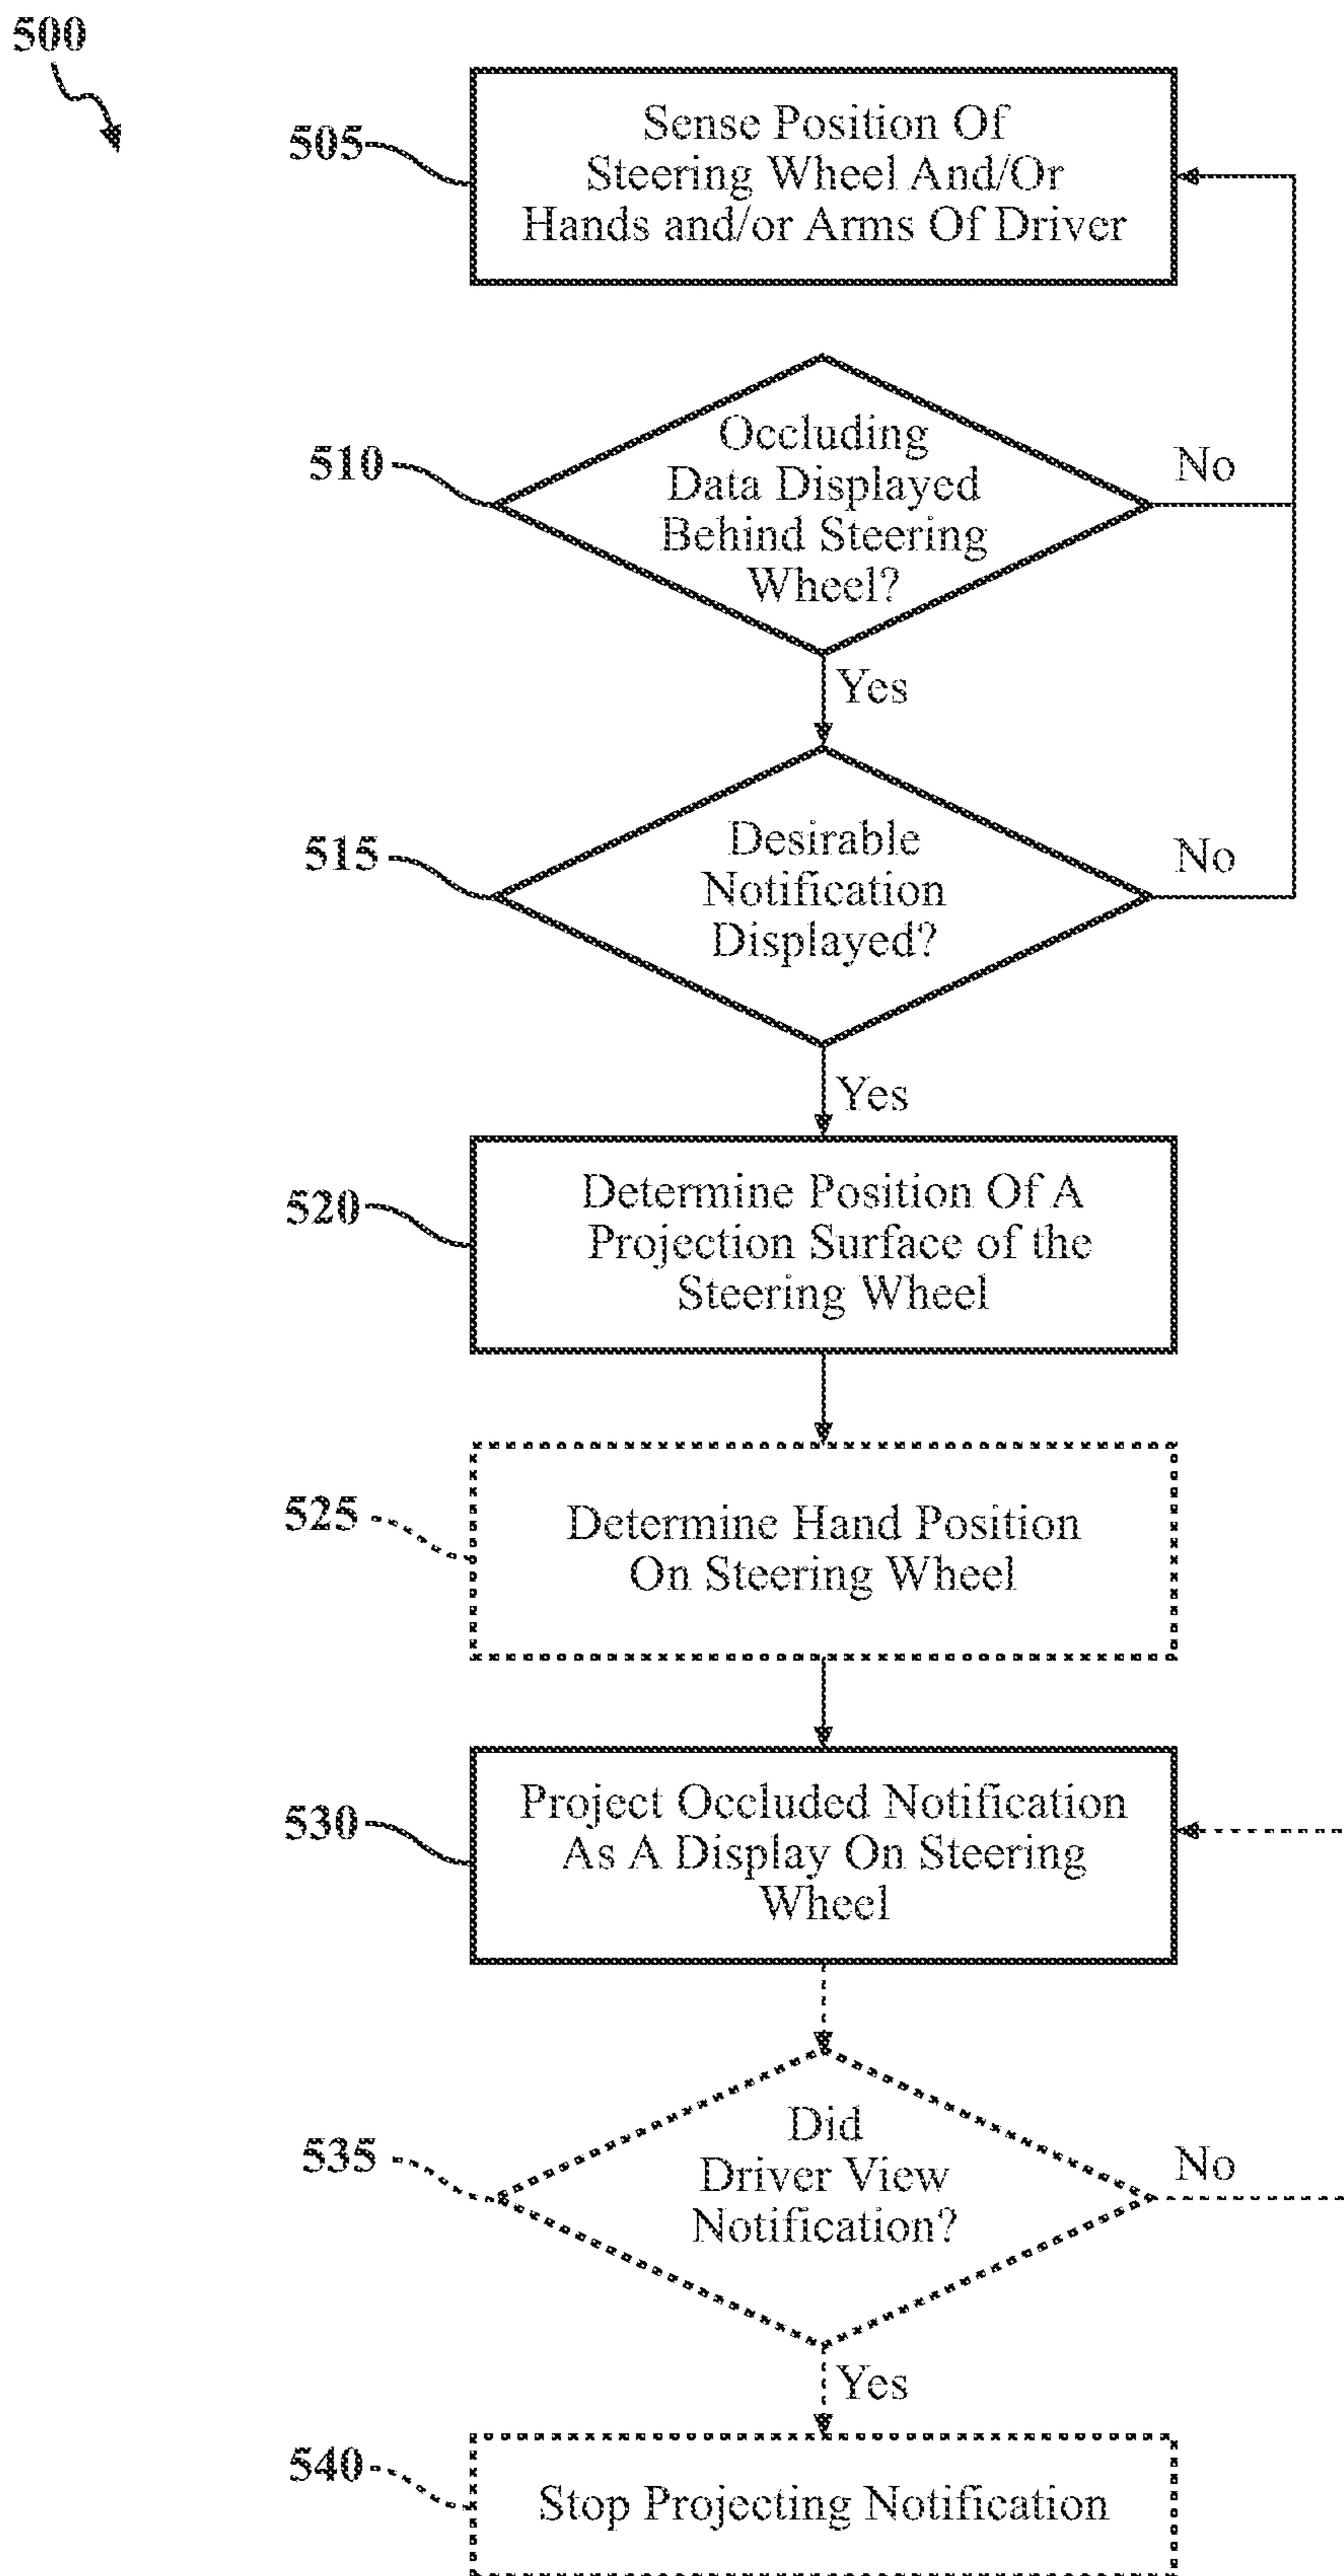 500
505
Sense Position Of
Steering Wheel And/Or
Hands and/or Arms Of Driver
510
Occluding
Data Displayed
Behind Steering
Wheel?
No
Yes
515
Desirable
Notification
Displayed?
No
Yes
520
Determine Position Of A
Projection Surface of the
Steering Wheel
525
Determine Hand Position
On Steering Wheel
530
Project Occluded Notification
As A Display On Steering
Wheel
535
Did
Driver View
Notification?
No
Yes
540
Stop Projecting Notification